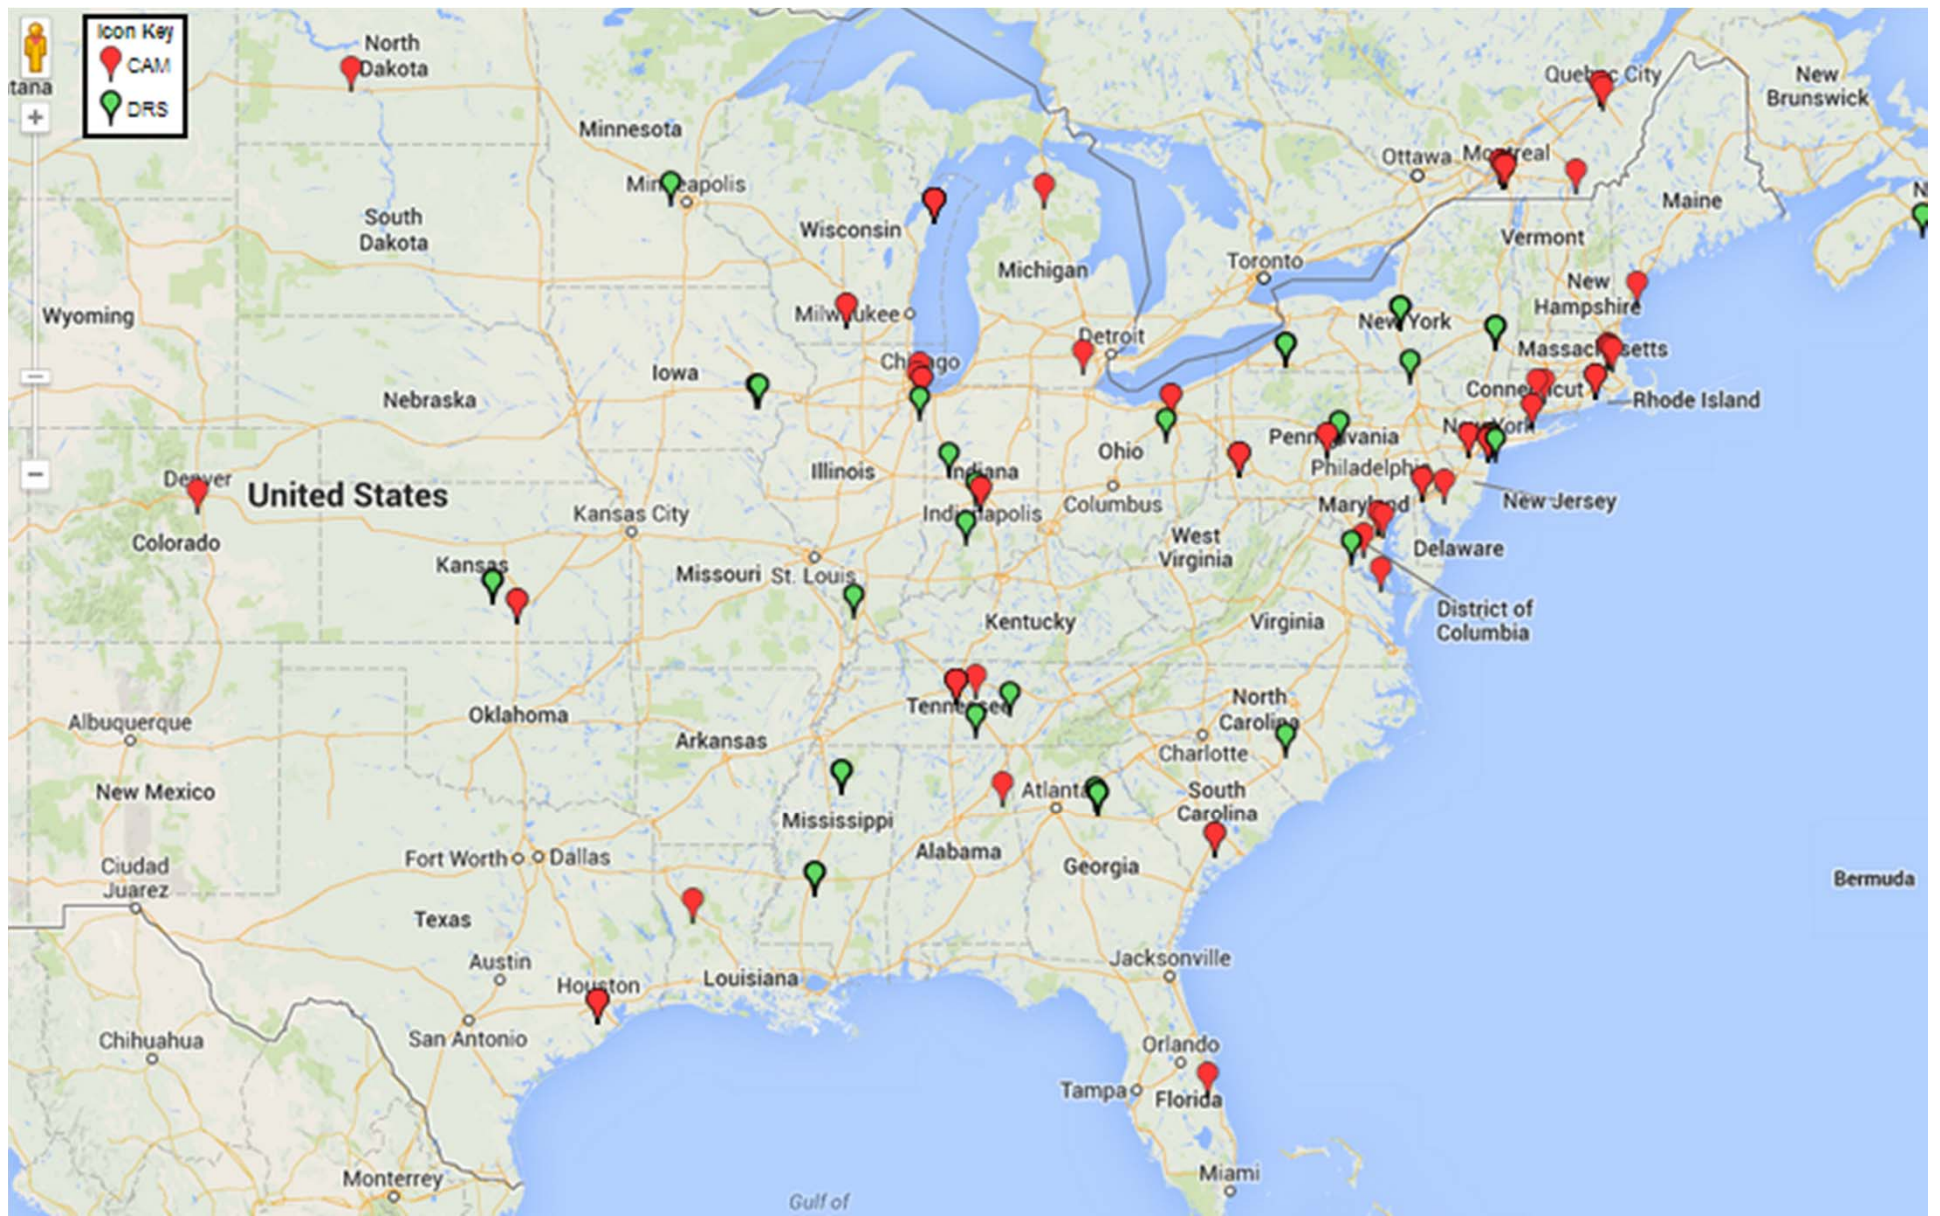 Icon Key
CAM
DRS
tana
North
Dakota
Minnesota
Minneapolis
South
Dakota
Wisconsin
Michigan
Quebec City
New
Brunswick
Ottawa
Montreal
Maine
N
Vermont
Toronto
New
Hampshire
Wyoming
Milwaukee
Detroit
New York
Massachusetts
Chicago
Iowa
Nebraska
Connecticut
Rhode Island
New York
Pennsylvania
Ohio
Illinois
Indiana
Philadelphia
Denver
United States
Columbus
New Jersey
Maryland
Kansas City
Indianapolis
Colorado
West
Virginia
Delaware
Kansas
Missouri
St. Louis
District of
Columbia
Kentucky
Virginia
Tennessee
North
Carolina
Albuquerque
Oklahoma
Arkansas
Charlotte
New Mexico
Atlanta
South
Carolina
Mississippi
Alabama
Georgia
Fort Worth
Dallas
Ciudad
Juarez
Bermuda
Texas
Austin
Houston
Louisiana
Jacksonville
San Antonio
Chihuahua
Orlando
Tampa
Florida
Monterrey
Miami
Gulf of